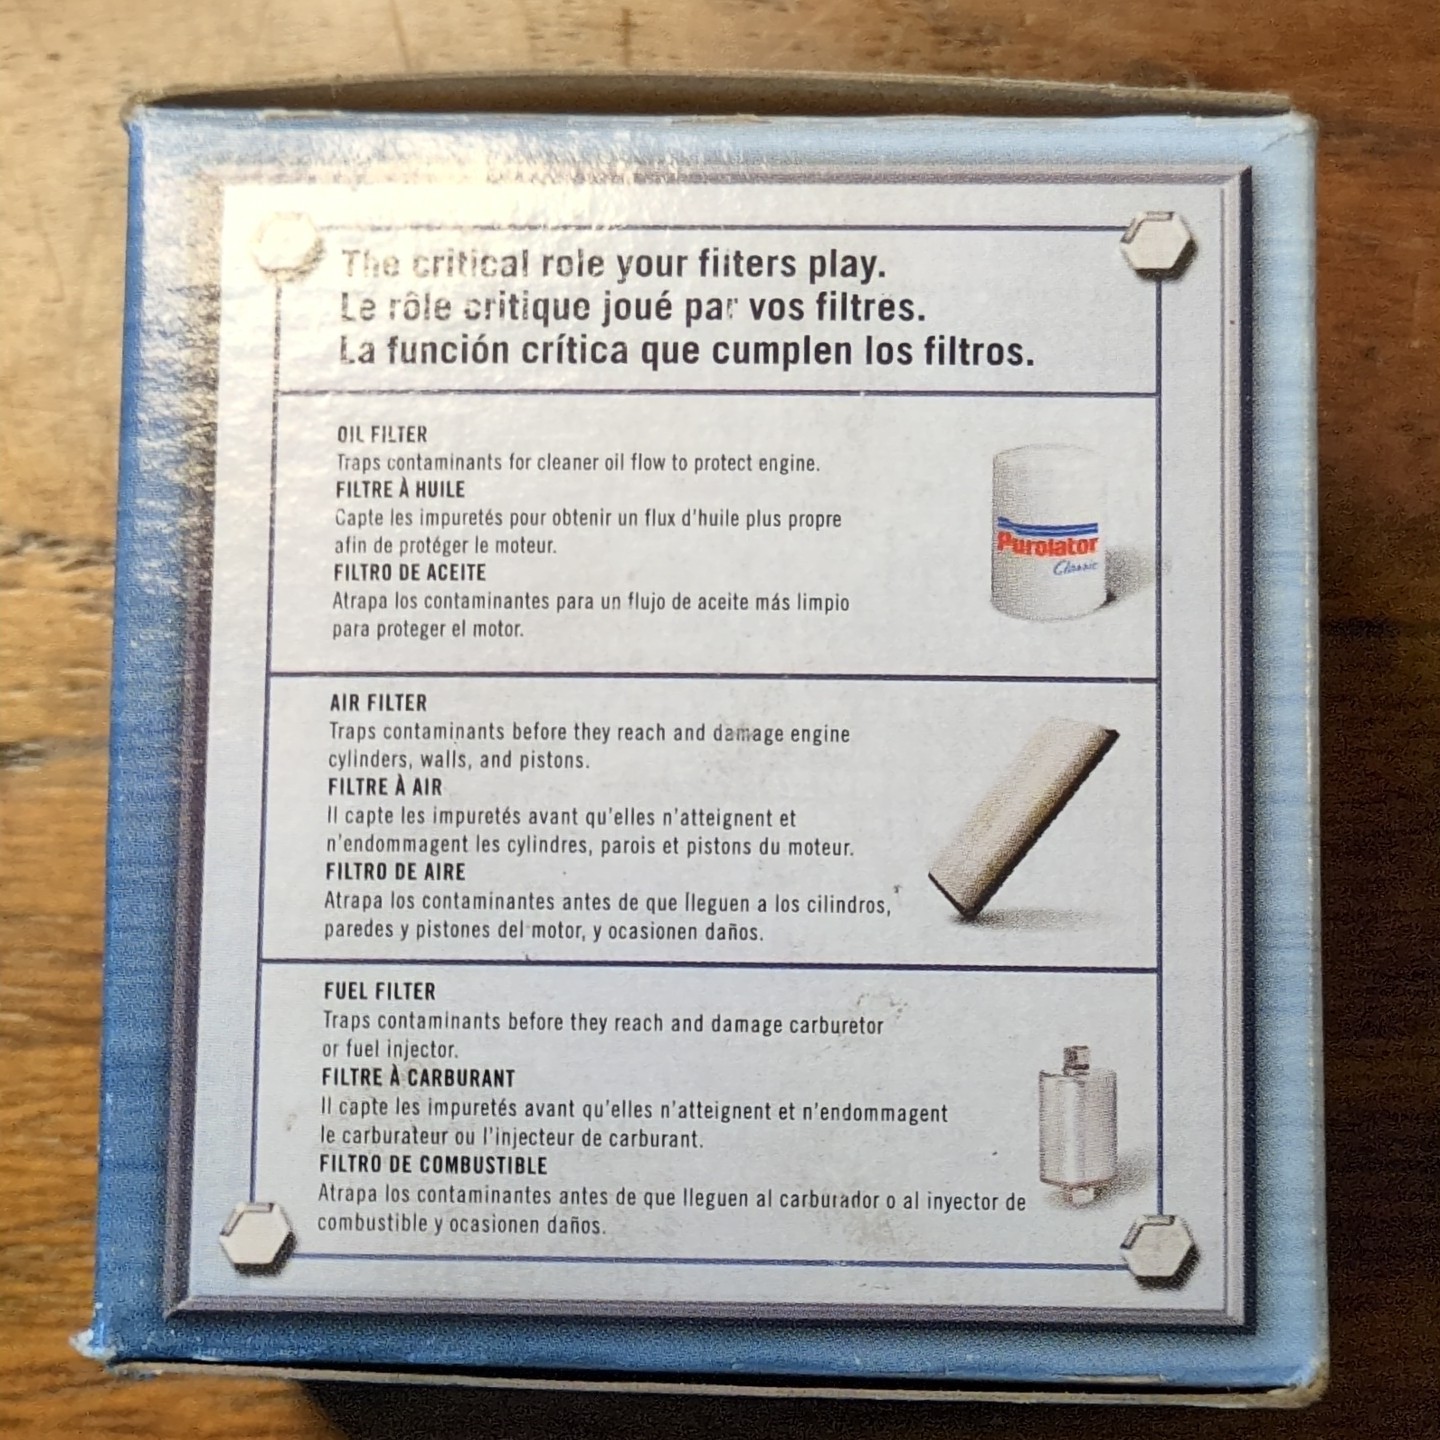 The critical role your filters play.
Le rôle critique joué par vos filtres.
La función crítica que cumplen los filtros.
OIL FILTER
Traps contaminants for cleaner oil flow to protect engine.
FILTRE À HUILE
Capte les impuretés pour obtenir un flux d'huile plus propre
afin de protéger le moteur.
FILTRO DE ACEITE
Atrapa los contaminantes para un flujo de aceite más limpio
para proteger el motor.
Purolator
Classic
AIR FILTER
Traps contaminants before they reach and damage engine
cylinders, walls, and pistons.
FILTRE À AIR
Il capte les impuretés avant qu'elles n'atteignent et
n'endommagent les cylindres, parois et pistons du moteur.
FILTRO DE AIRE
Atrapa los contaminantes antes de que lleguen a los cilindros,
paredes y pistones del motor, y ocasionen daños.
FUEL FILTER
Traps contaminants before they reach and damage carburetor
or fuel injector.
FILTRE À CARBURANT
Il capte les impuretés avant qu'elles n'atteignent et n'endommagent
le carburateur ou l'injecteur de carburant.
FILTRO DE COMBUSTIBLE
Atrapa los contaminantes antes de que lleguen al carburador o al inyector de
combustible y ocasionen daños.